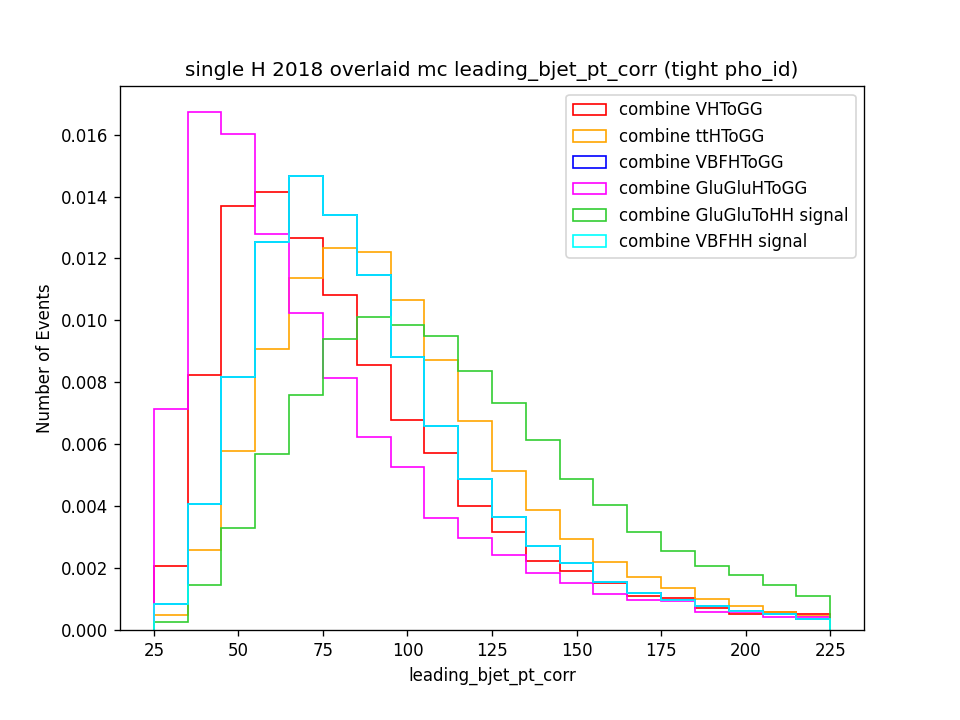 single H 2018 overlaid mc leading_bjet_pt_corr (tight pho_id)
combine VHToGG
combine ttHToGG
combine VBFHToGG
combine GluGluHToGG
combine GluGluToHH signal
combine VBFHH signal
Number of Events
0.016
0.014
0.012
0.010
0.008
0.006
0.004
0.002
0.000
25 50 75 100 125 150 175 200 225
leading_bjet_pt_corr